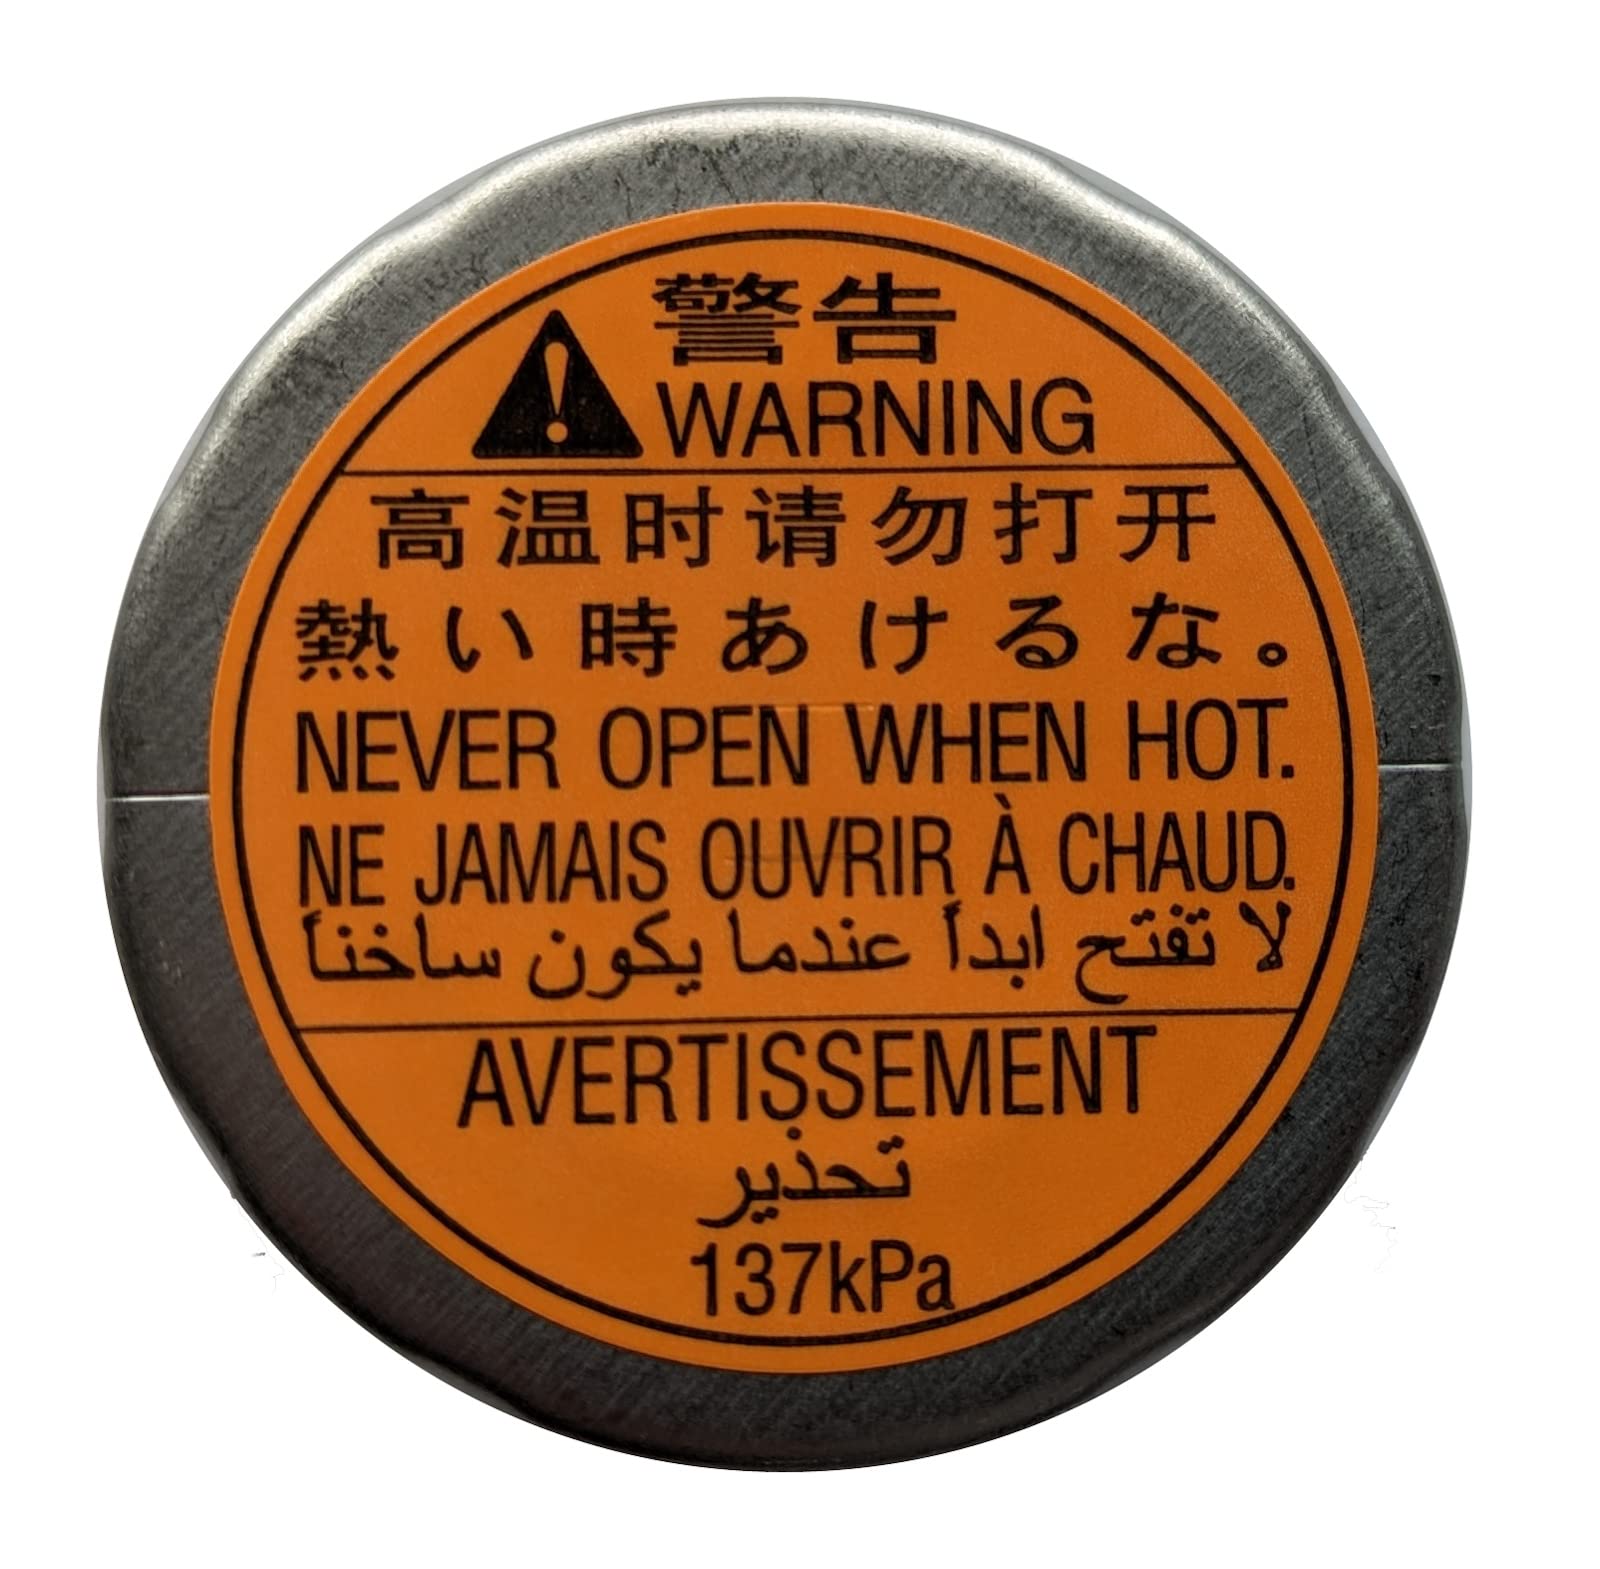 警告
WARNING
高温时请勿打开
熱い時あけるな。
NEVER OPEN WHEN HOT.
NE JAMAIS OUVRIR À CHAUD.
لا تفتح ابدأ عندما يكون ساخنأ
AVERTISSEMENT
تحذير
137kPa